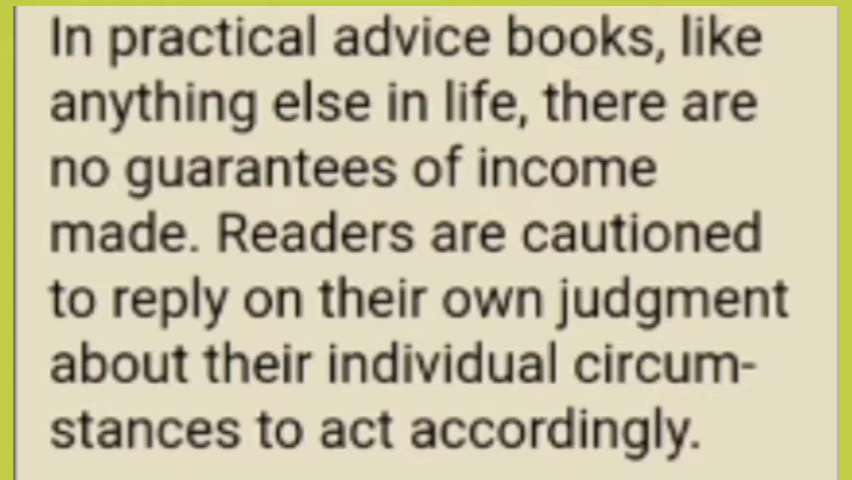 In practical advice books, like
anything else in life, there are
no guarantees of income
made. Readers are cautioned
to reply on their own judgment
about their individual circum-
stances to act accordingly.